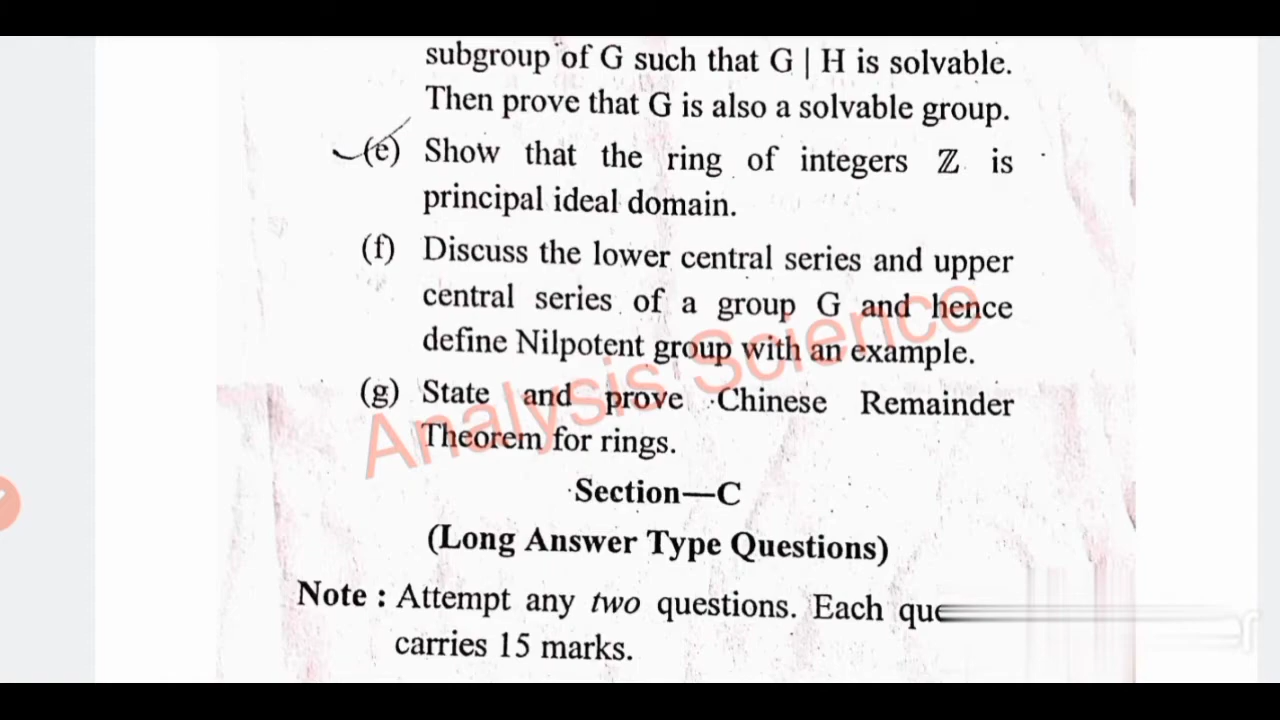 subgroup of G such that G | H is solvable.
Then prove that G is also a solvable group.
(e) Show that the ring of integers ℤ is
principal ideal domain.
(f) Discuss the lower central series and upper
central series of a group G and hence
define Nilpotent group with an example.
(g) State and prove Chinese Remainder
Theorem for rings.
Analysis Science
Section—C
(Long Answer Type Questions)
Note : Attempt any two questions. Each que
carries 15 marks.